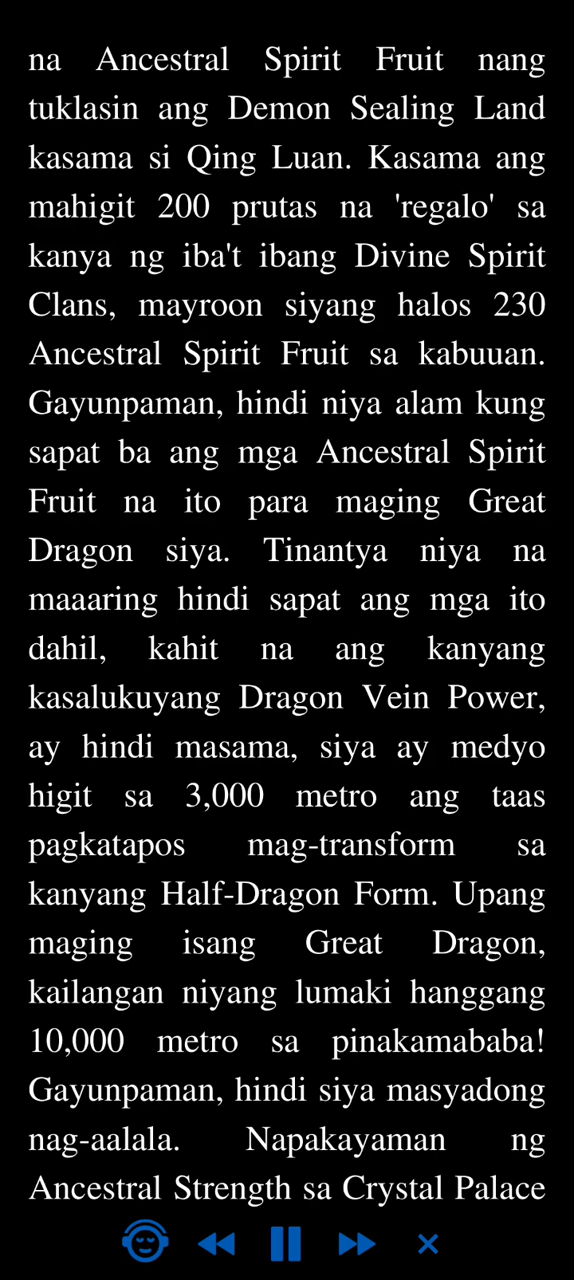 na Ancestral Spirit Fruit nang
tuklasin ang Demon Sealing Land
kasama si Qing Luan. Kasama ang
mahigit 200 prutas na 'regalo' sa
kanya ng iba't ibang Divine Spirit
Clans, mayroon siyang halos 230
Ancestral Spirit Fruit sa kabuuan.
Gayunpaman, hindi niya alam kung
sapat ba ang mga Ancestral Spirit
Fruit na ito para maging Great
Dragon siya. Tinantya niya na
maaaring hindi sapat ang mga ito
dahil, kahit na ang kanyang
kasalukuyang Dragon Vein Power,
ay hindi masama, siya ay medyo
higit sa 3,000 metro ang taas
pagkatapos mag-transform sa
kanyang Half-Dragon Form. Upang
maging isang Great Dragon,
kailangan niyang lumaki hanggang
10,000 metro sa pinakamababa!
Gayunpaman, hindi siya masyadong
nag-aalala. Napakayaman ng
Ancestral Strength sa Crystal Palace